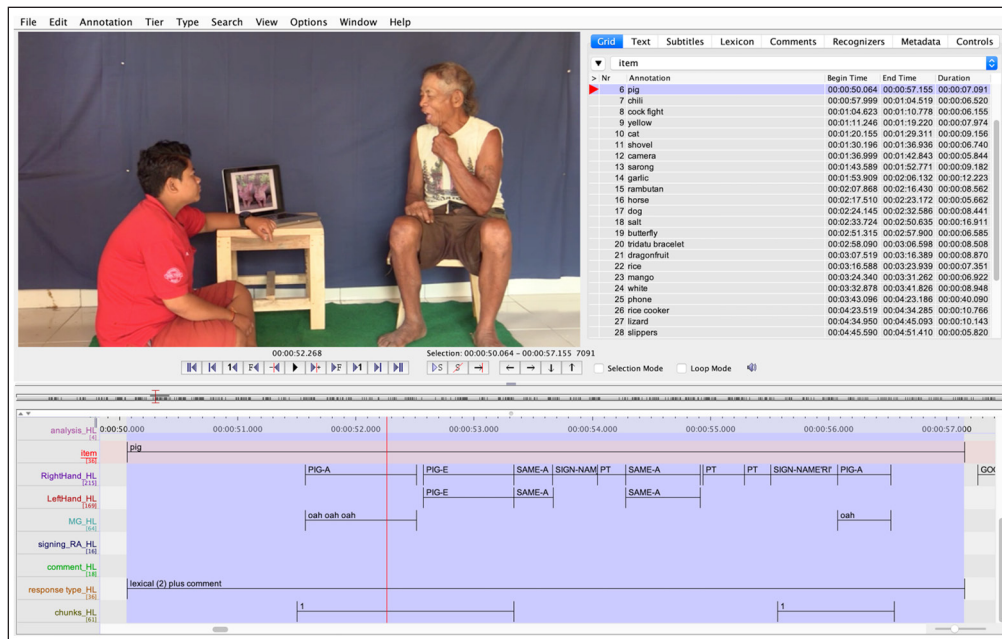 File Edit Annotation Tier Type Search View Options Window Help
Grid Text Subtitles Lexicon Comments Recognizers Metadata Controls
item
> Nr Annotation Begin Time End Time Duration
6 pig 00:00:50.064 00:00:57.155 00:00:07.091
7 chili 00:00:57.999 00:01:04.519 00:00:06.520
8 cock fight 00:01:04.623 00:01:10.778 00:00:06.155
9 yellow 00:01:11.246 00:01:19.220 00:00:07.974
10 cat 00:01:20.155 00:01:29.311 00:00:09.156
11 shovel 00:01:30.196 00:01:36.936 00:00:06.740
12 camera 00:01:36.999 00:01:42.843 00:00:05.844
13 sarong 00:01:43.589 00:01:52.771 00:00:09.182
14 garlic 00:01:53.909 00:02:06.132 00:00:12.223
15 rambutan 00:02:07.868 00:02:16.430 00:00:08.562
16 horse 00:02:17.510 00:02:23.172 00:00:05.662
17 dog 00:02:24.145 00:02:32.586 00:00:08.441
18 salt 00:02:33.724 00:02:50.635 00:00:16.911
19 butterfly 00:02:51.315 00:02:57.900 00:00:06.585
20 tridatu bracelet 00:02:58.090 00:03:06.598 00:00:08.508
21 dragonfruit 00:03:07.519 00:03:16.389 00:00:08.870
22 rice 00:03:16.588 00:03:23.939 00:00:07.351
23 mango 00:03:24.340 00:03:31.262 00:00:06.922
24 white 00:03:32.878 00:03:41.826 00:00:08.948
25 phone 00:03:43.096 00:04:23.186 00:00:40.090
26 rice cooker 00:04:23.519 00:04:34.285 00:00:10.766
27 lizard 00:04:34.950 00:04:45.093 00:00:10.143
28 slippers 00:04:45.590 00:04:51.410 00:00:05.820
00:00:52.268 Selection: 00:00:50.064 - 00:00:57.155 7091
Selection Mode Loop Mode
0:00:50.000 00:00:51.000 00:00:52.000 00:00:53.000 00:00:54.000 00:00:55.000 00:00:56.000 00:00:57.000
analysis_HL [4]
item [38] pig
RightHand_HL [215] PIG-A PIG-E SAME-A SIGN-NAM PT SAME-A PT PT SIGN-NAME'RI' PIG-A GOO
LeftHand_HL [169] PIG-E SAME-A SAME-A
MG_HL [64] oah oah oah oah
signing_RA_HL [16]
comment_HL [18]
response type_HL [38] lexical (2) plus comment
chunks_HL [61] 1 1